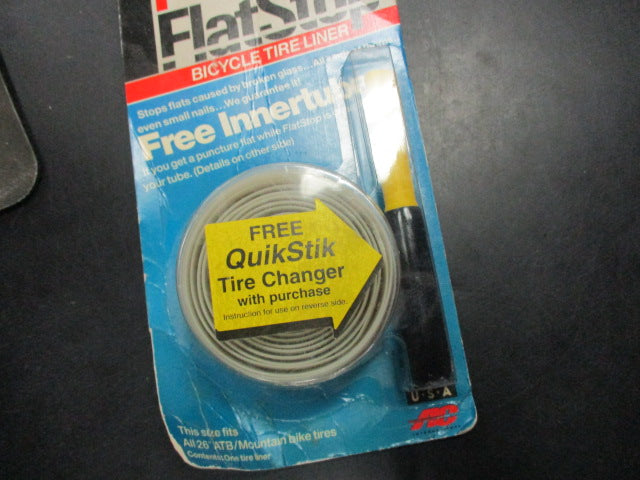 FlatStop
BICYCLE TIRE LINER
Stops flats caused by broken glass...
even small nails...We guarantee it!
Free Innertube
If you get a puncture flat while FlatStop is
your tube. (Details on other side)
FREE
QuikStik
Tire Changer
with purchase
Instruction for use on reverse side.
U·S·A
This size fits
All 26" ATB/Mountain bike tires
Contents: One tire liner